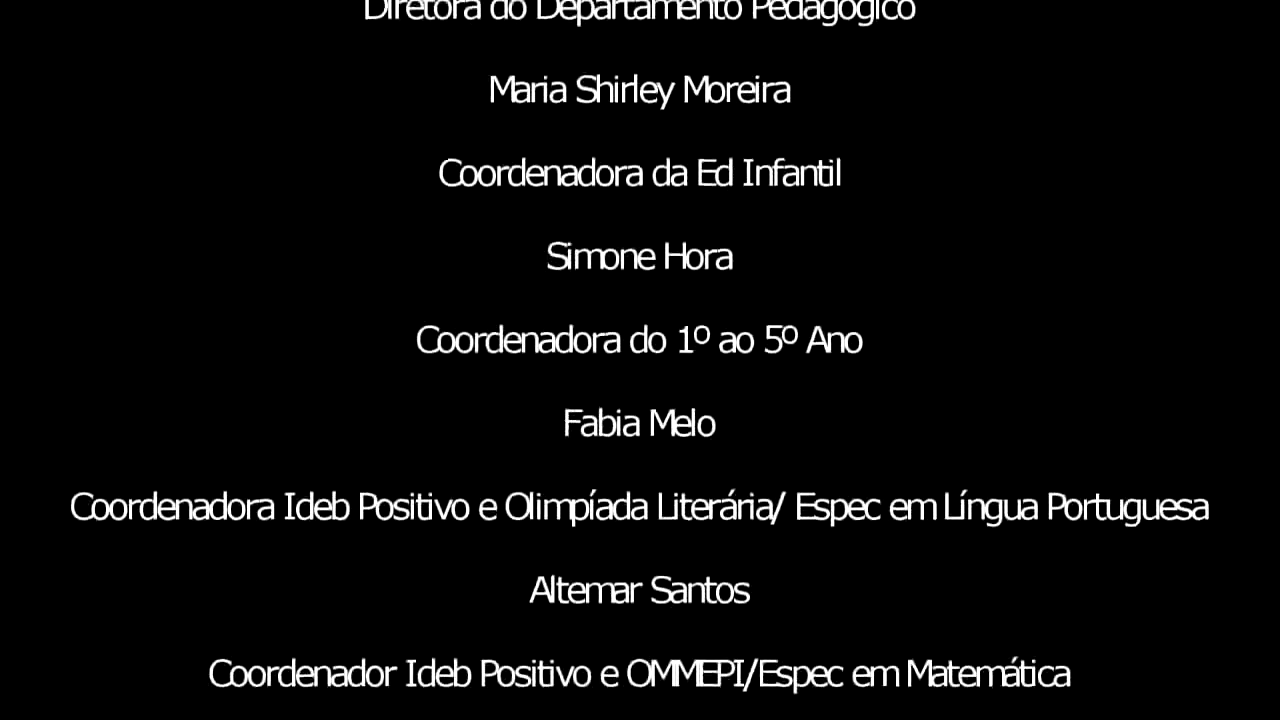 Diretora do Departamento Pedagógico
Maria Shirley Moreira
Coordenadora da Ed Infantil
Simone Hora
Coordenadora do 1º ao 5º Ano
Fabia Melo
Coordenadora Ideb Positivo e Olimpíada Literária/ Espec em Língua Portuguesa
Altemar Santos
Coordenador Ideb Positivo e OMMEPI/Espec em Matemática